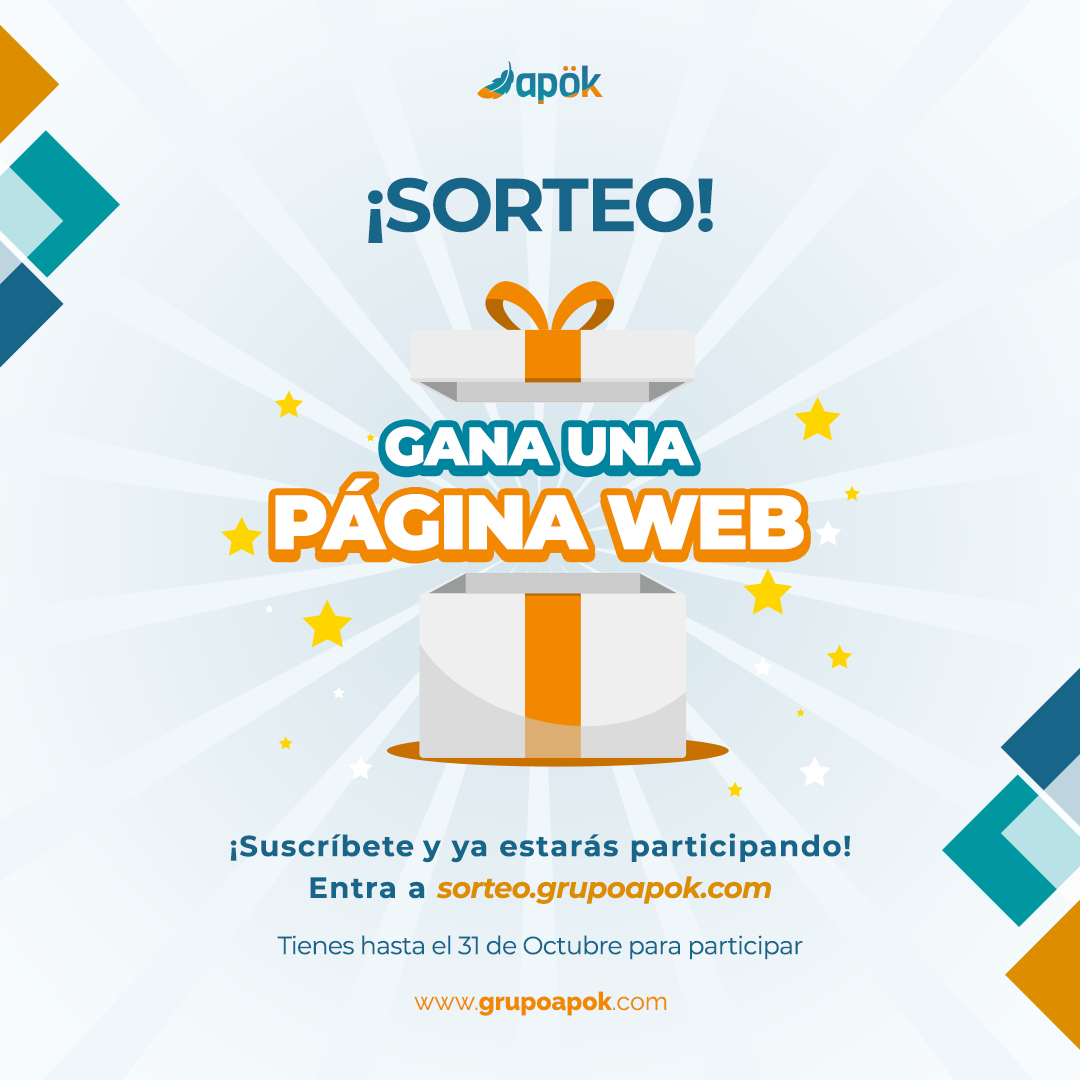 apök
¡SORTEO!
GANA UNA
PÁGINA WEB
¡Suscríbete y ya estarás participando!
Entra a sorteo.grupoapok.com
Tienes hasta el 31 de Octubre para participar
www.grupoapok.com